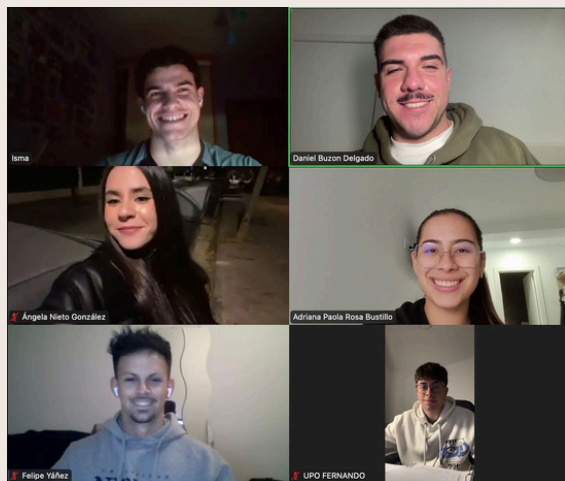 Isma
Daniel Buzon Delgado
Ángela Nieto González
Adriana Paola Rosa Bustillo
Felipe Yáñez
UPO FERNANDO